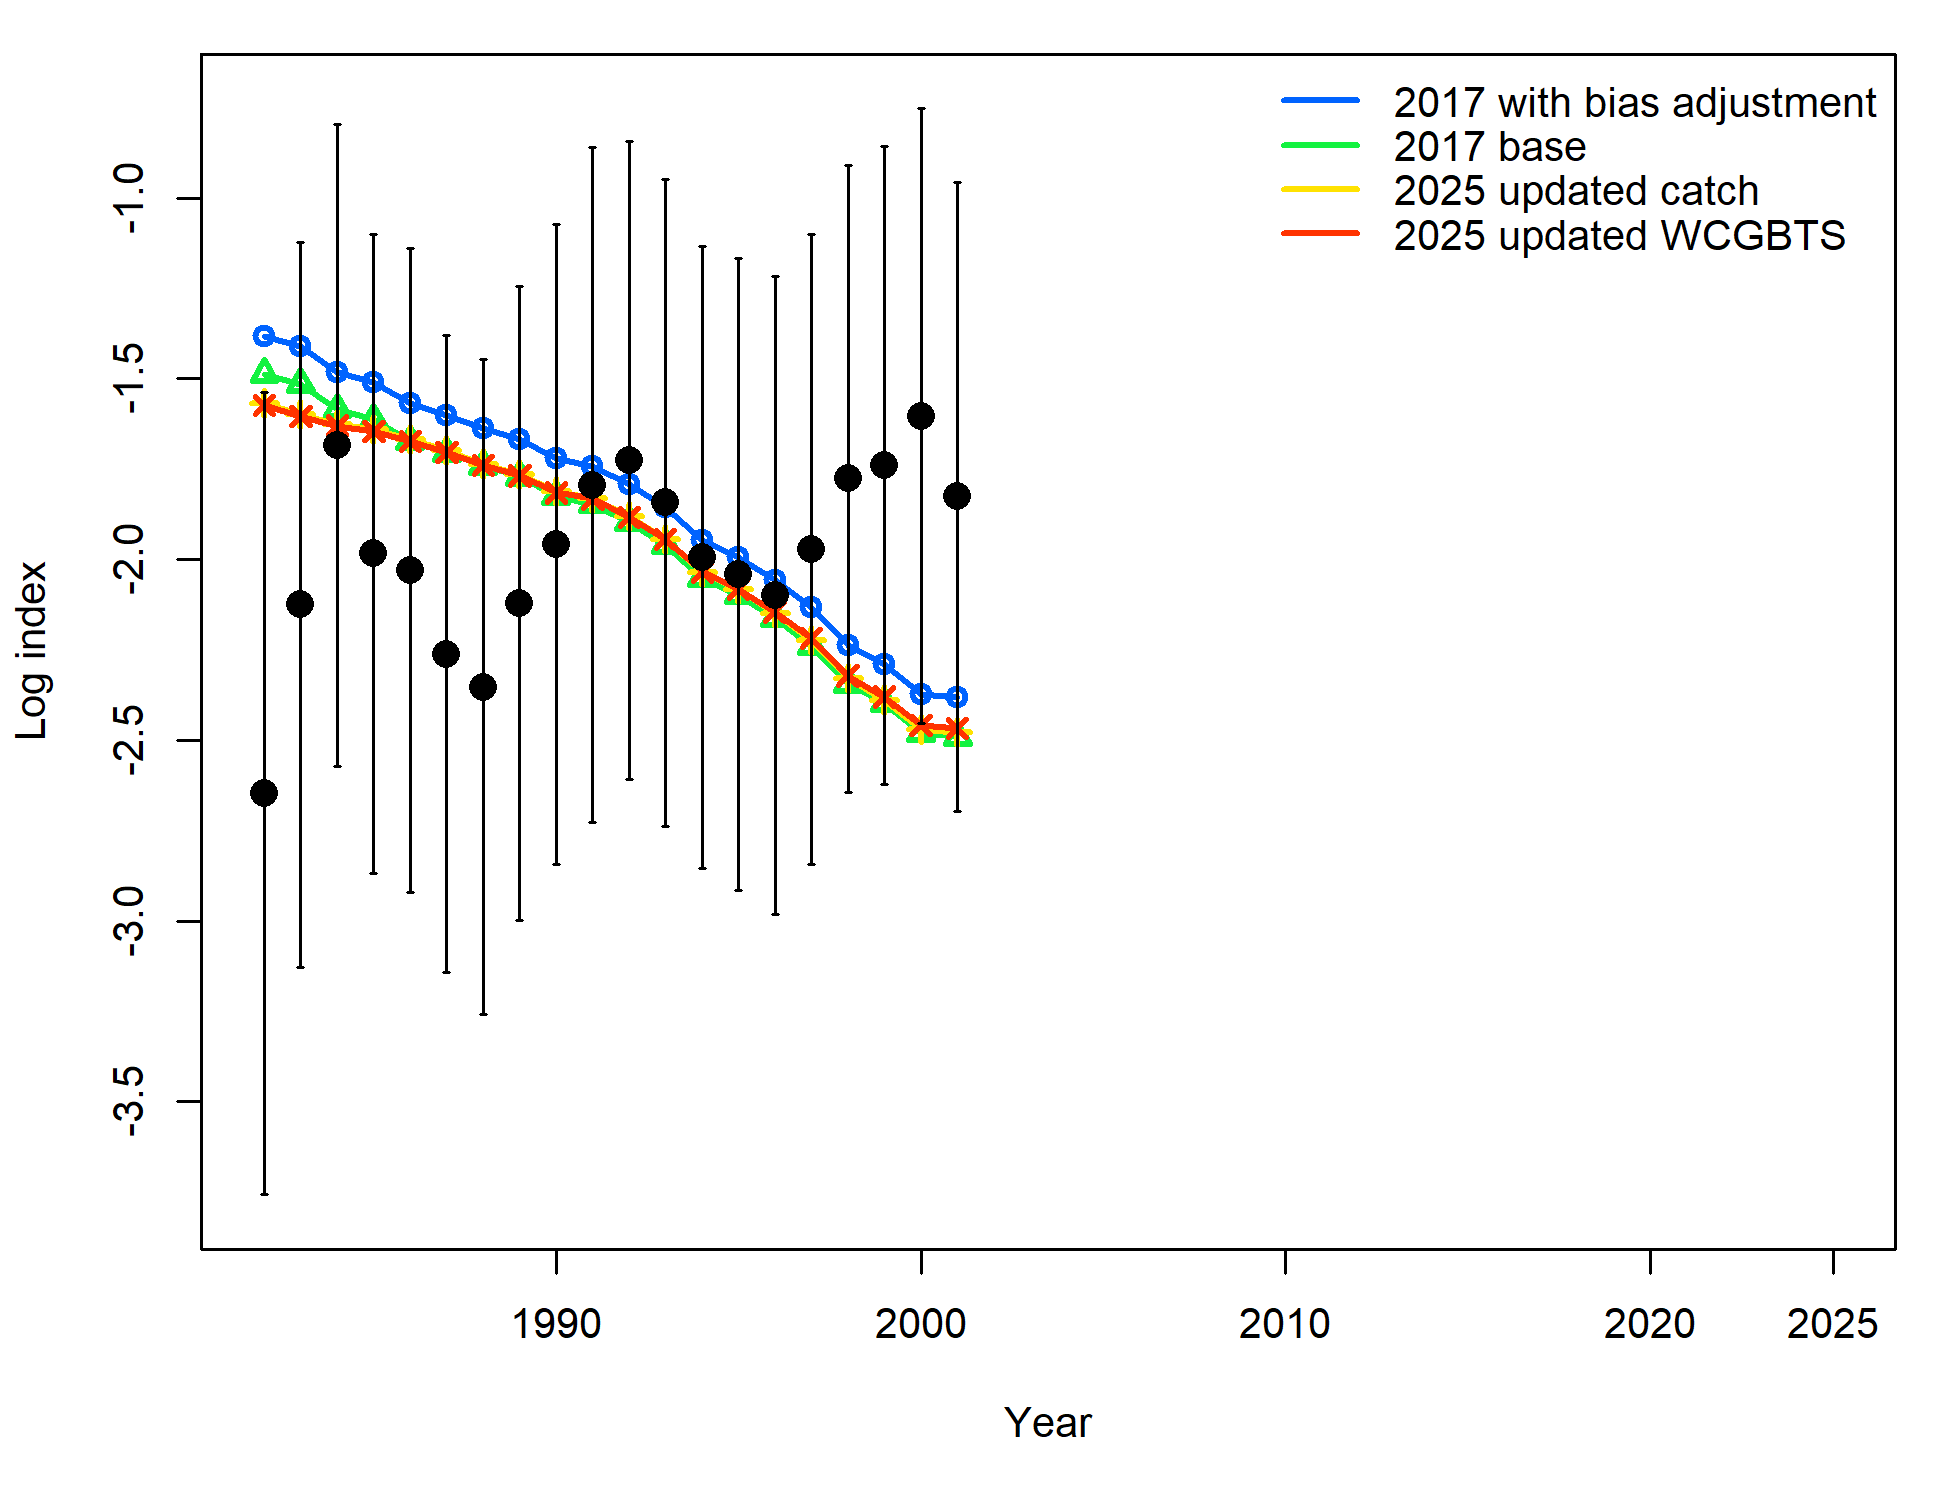 2017 with bias adjustment
2017 base
2025 updated catch
2025 updated WCGBTS
Log index
-1.0
-1.5
-2.0
-2.5
-3.0
-3.5
1990 2000 2010 2020 2025
Year